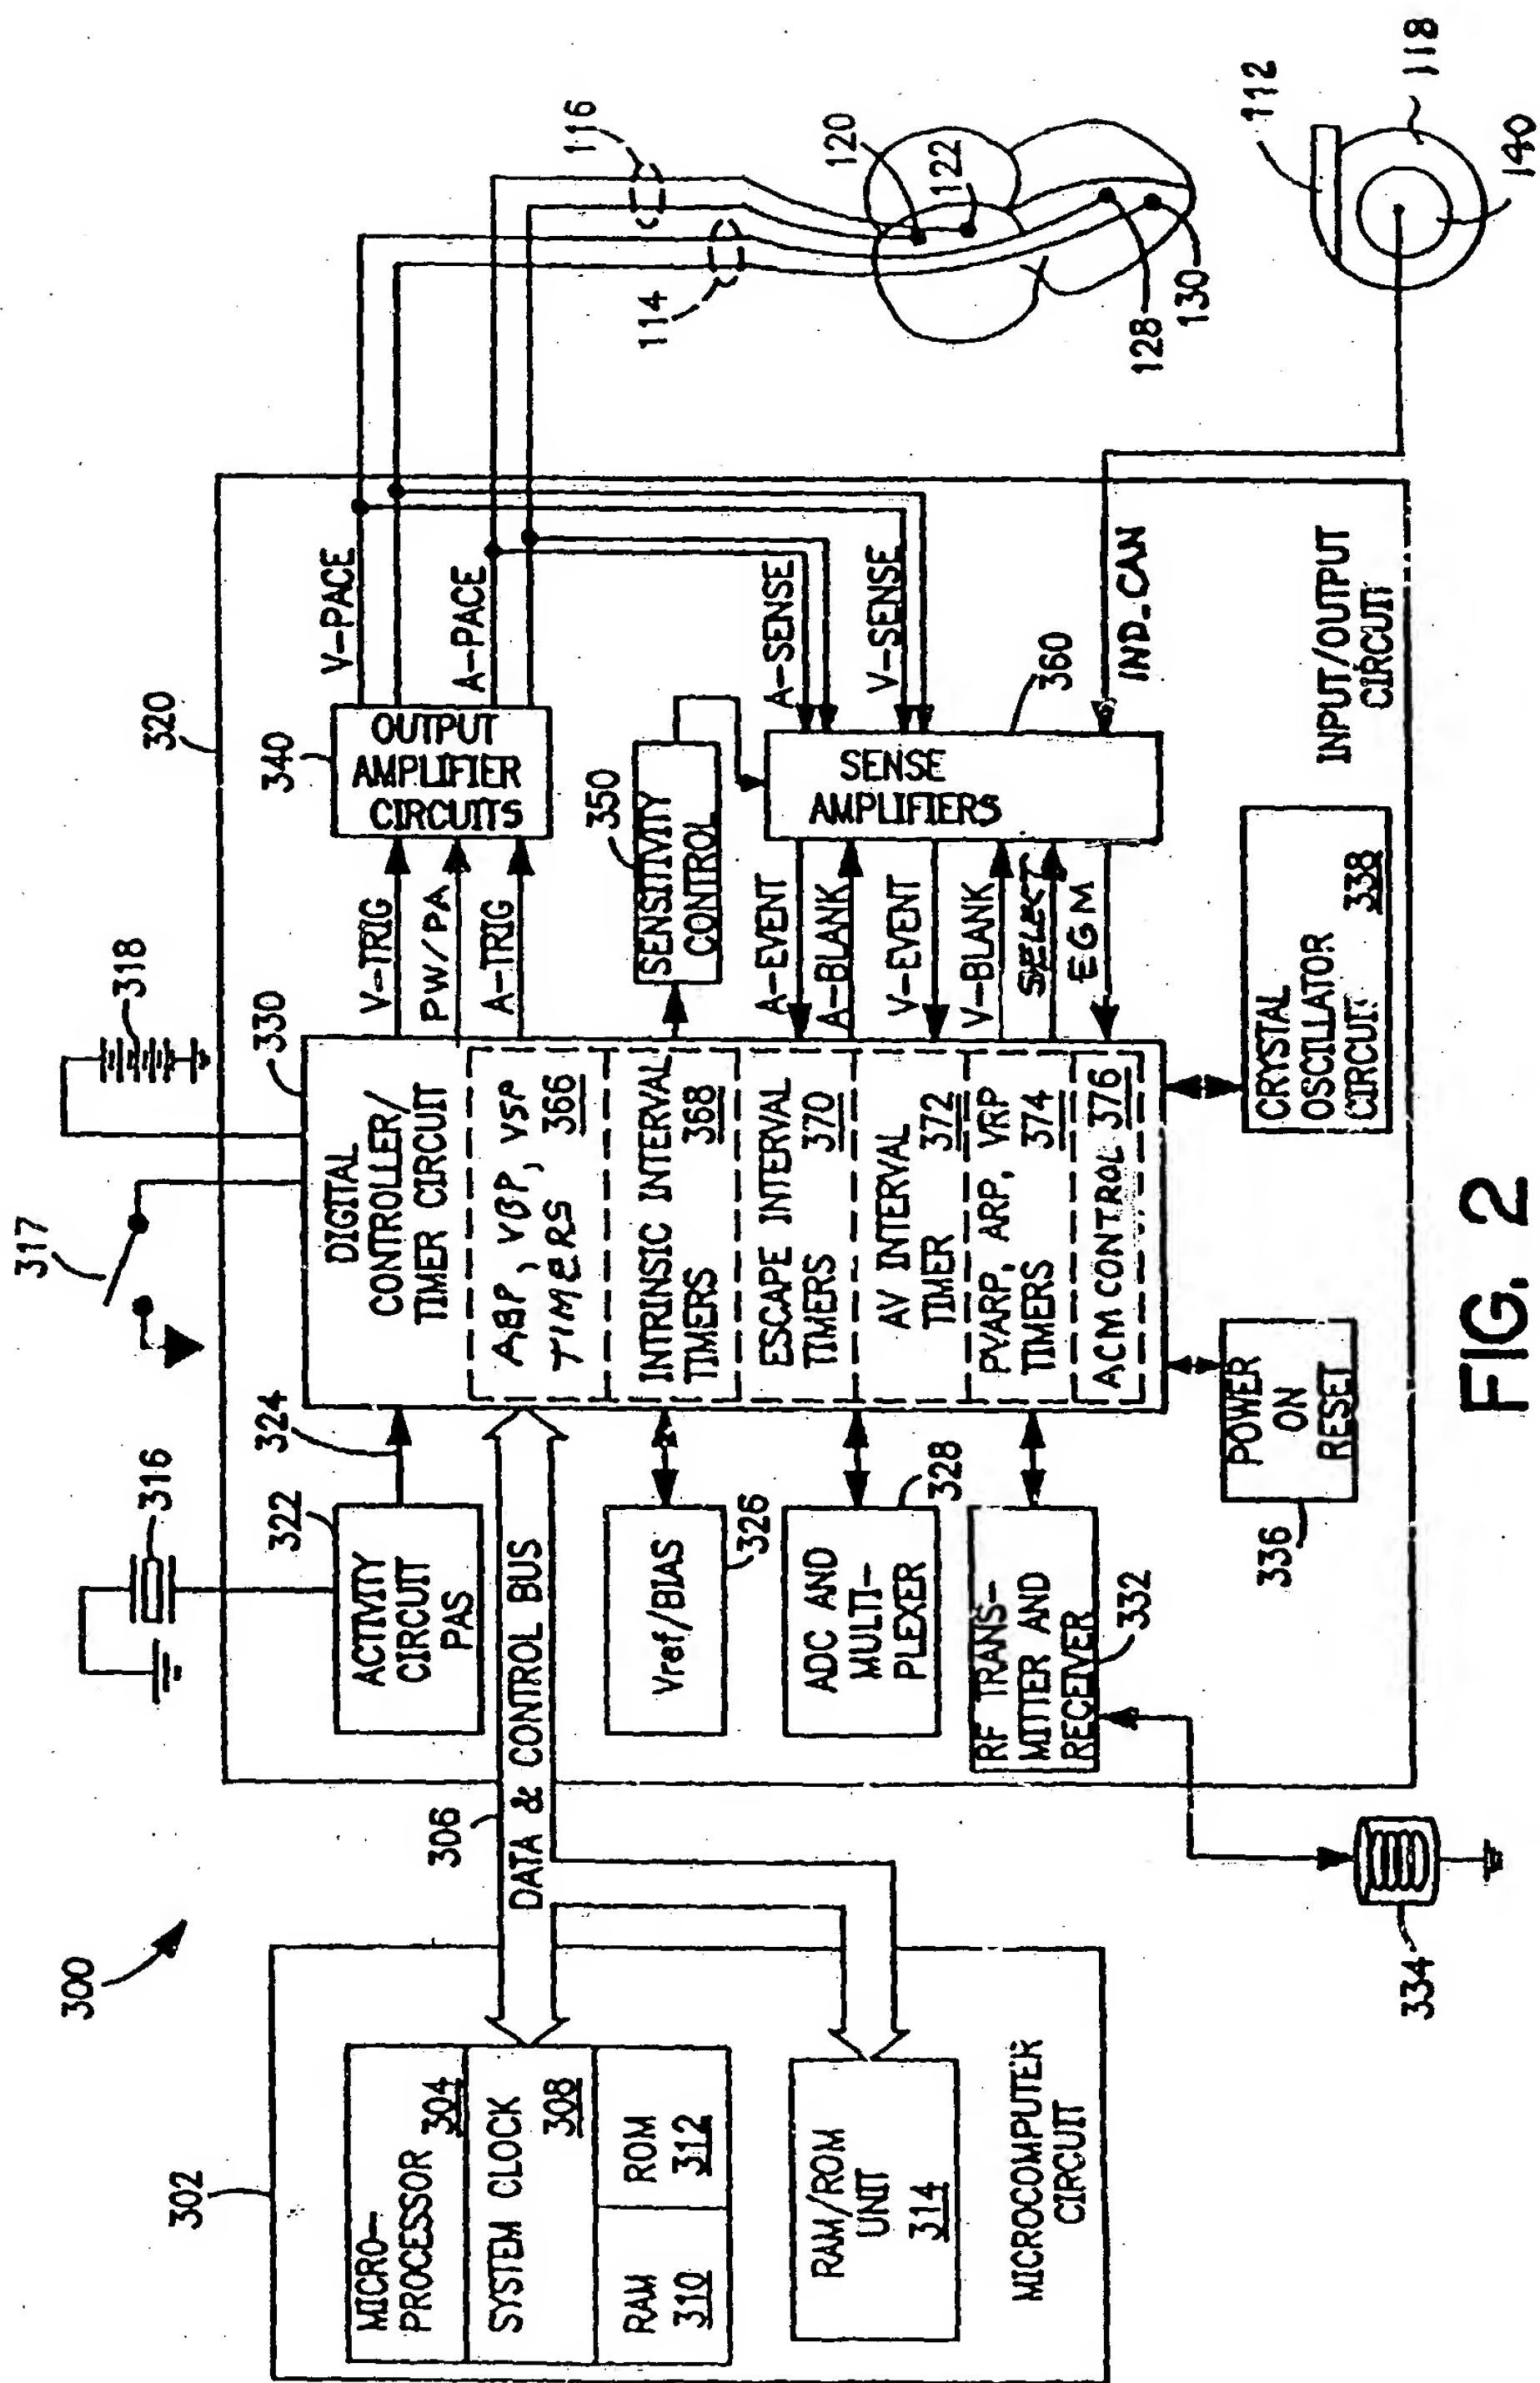 300
302
MICRO-
PROCESSOR
304
SYSTEM CLOCK
308
RAM
310
ROM
312
RAM/ROM
UNIT
314
MICROCOMPUTER
CIRCUIT
306
DATA & CONTROL BUS
316
317
318
320
322
ACTIVITY
CIRCUIT
PAS
324
Vref/BIAS
326
ADC AND
MULTI-
PLEXER
328
RF TRANS-
MITTER AND
RECEIVER
332
334
330
DIGITAL
CONTROLLER/
TIMER CIRCUIT
ABP, VBP, VSP
TIMERS 366
INTRINSIC INTERVAL
TIMERS 368
ESCAPE INTERVAL
TIMERS 370
AV INTERVAL
TIMER 372
PVARP, ARP, VRP
TIMERS 374
ACM CONTROL 376
POWER
ON
RESET
336
CRYSTAL
OSCILLATOR
CIRCUIT
338
V-TRIG
PW/PA
A-TRIG
340
OUTPUT
AMPLIFIER
CIRCUITS
350
SENSITIVITY
CONTROL
A-EVENT
A-BLANK
V-EVENT
V-BLANK
SELECT
EGM
SENSE
AMPLIFIERS
360
V-PACE
A-PACE
A-SENSE
V-SENSE
IND_CAN
INPUT/OUTPUT
CIRCUIT
114
116
120
122
128
130
112
118
140
FIG. 2